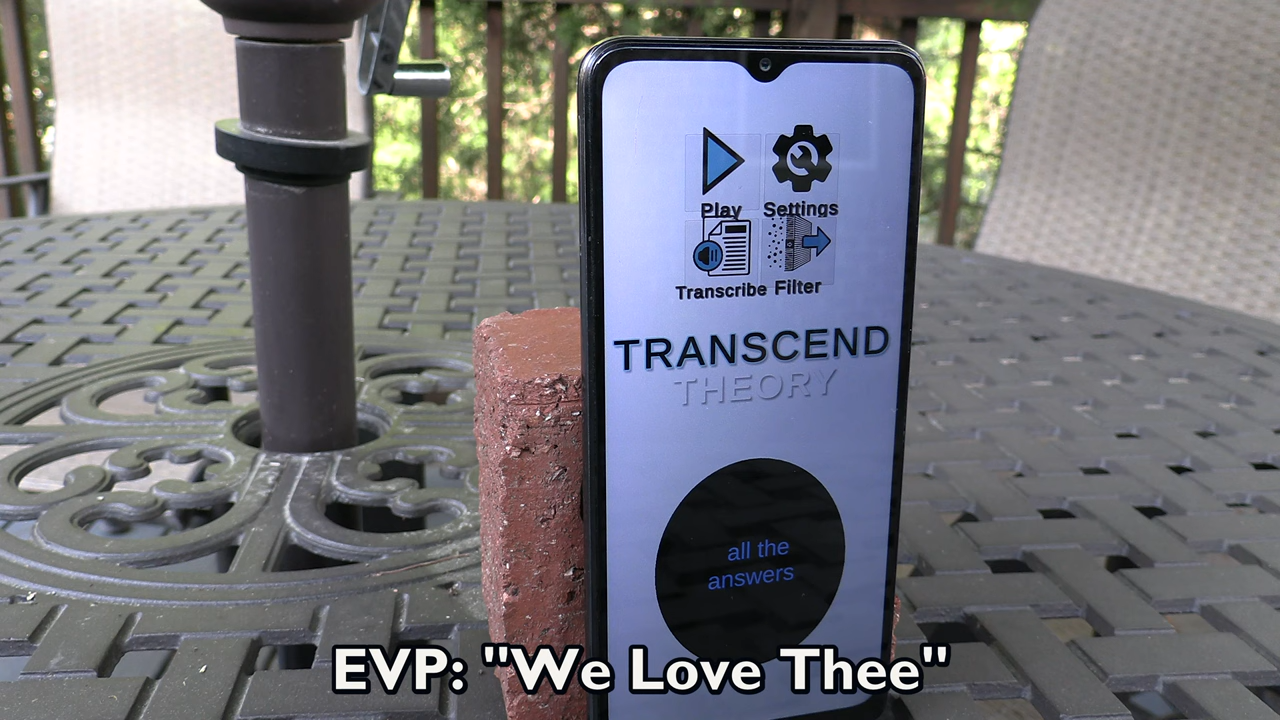 Play Settings
Transcribe Filter
TRANSCEND
THEORY
all the
answers
EVP: "We Love Thee"